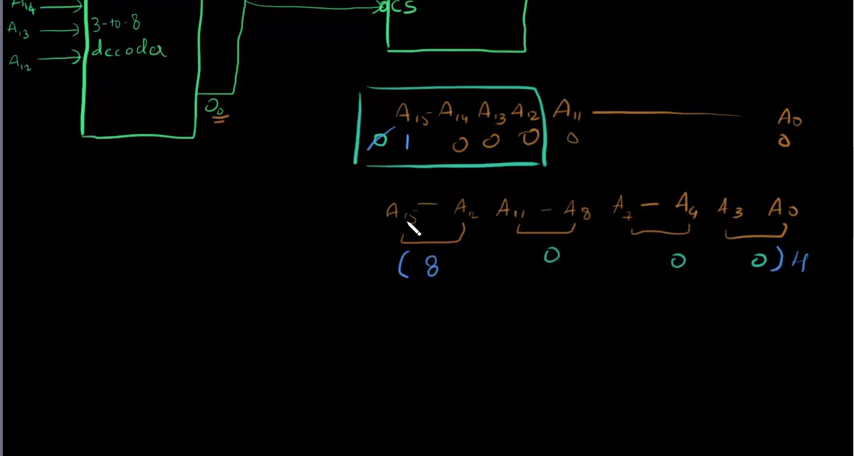 A14
CS
A13 3-to-8
A12 decoder
O0
A15 A14 A13 A12 A11 A0
0 1 0 0 0 0 0
A15 - A12 A11 - A8 A7 - A4 A3 A0
(8 0 0 0)H